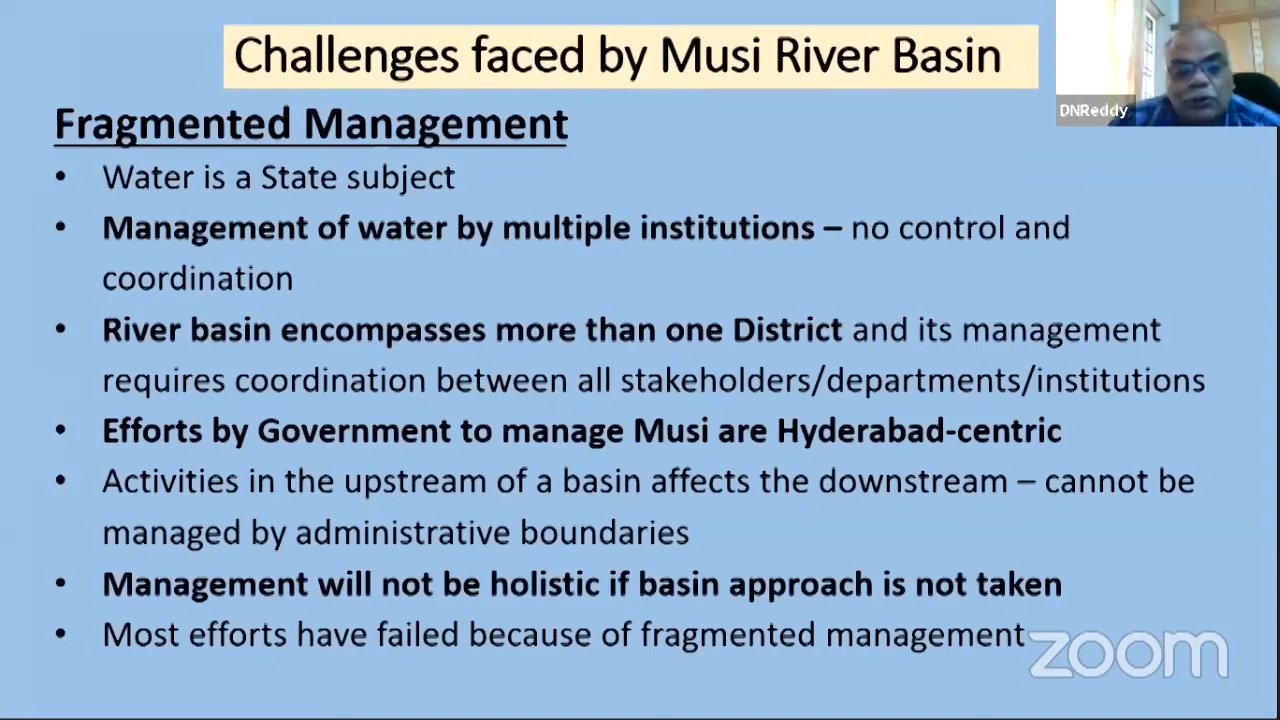 Challenges faced by Musi River Basin
DNReddy
Fragmented Management
• Water is a State subject
• Management of water by multiple institutions – no control and
coordination
• River basin encompasses more than one District and its management
requires coordination between all stakeholders/departments/institutions
• Efforts by Government to manage Musi are Hyderabad-centric
• Activities in the upstream of a basin affects the downstream – cannot be
managed by administrative boundaries
• Management will not be holistic if basin approach is not taken
• Most efforts have failed because of fragmented management
zoom